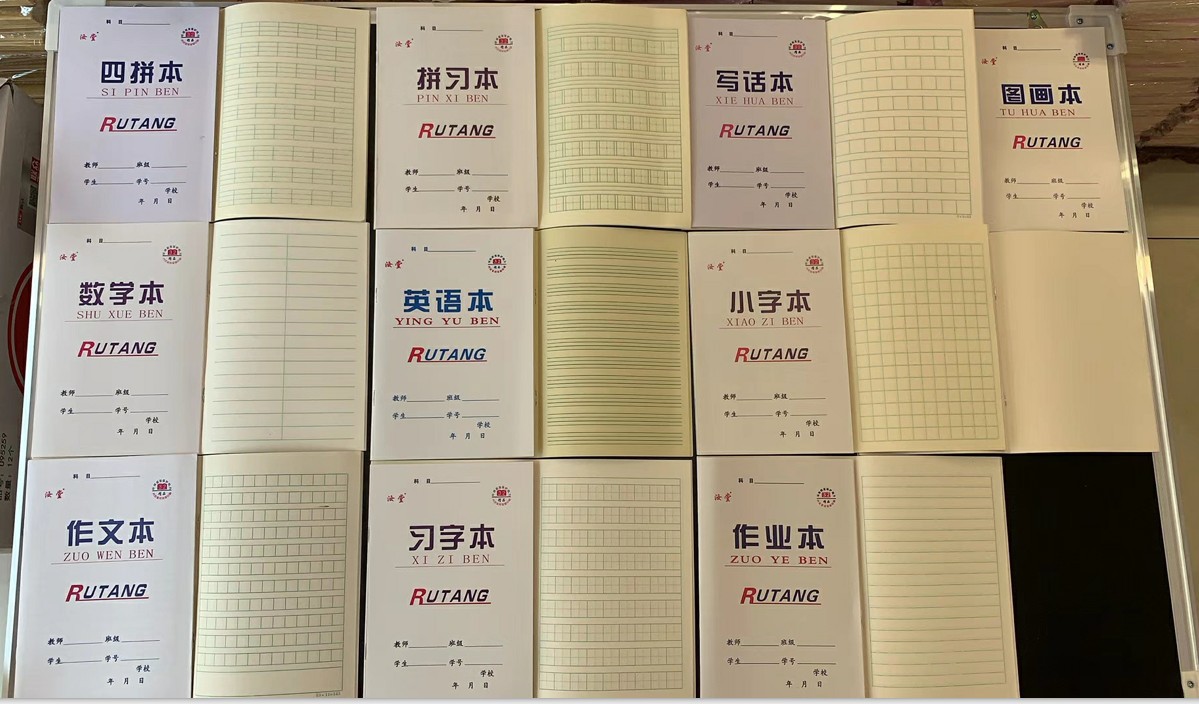 科 目
汝堂
四拼本
SI PIN BEN
RUTANG
教师 班级
学生 学号
学校
年 月 日
科 目
汝堂
拼习本
PIN XI BEN
RUTANG
教师 班级
学生 学号
学校
年 月 日
科 目
汝堂
写话本
XIE HUA BEN
RUTANG
教师 班级
学生 学号
学校
年 月 日
科 目
汝堂
图画本
TU HUA BEN
RUTANG
教师 班级
学生 学号
学校
年 月 日
科 目
汝堂
数学本
SHU XUE BEN
RUTANG
教师 班级
学生 学号
学校
年 月 日
科 目
汝堂
英语本
YING YU BEN
RUTANG
教师 班级
学生 学号
学校
年 月 日
科 目
汝堂
小字本
XIAO ZI BEN
RUTANG
教师 班级
学生 学号
学校
年 月 日
科 目
汝堂
作文本
ZUO WEN BEN
RUTANG
教师 班级
学生 学号
学校
年 月 日
科 目
汝堂
习字本
XI ZI BEN
RUTANG
教师 班级
学生 学号
学校
年 月 日
科 目
汝堂
作业本
ZUO YE BEN
RUTANG
教师 班级
学生 学号
学校
年 月 日